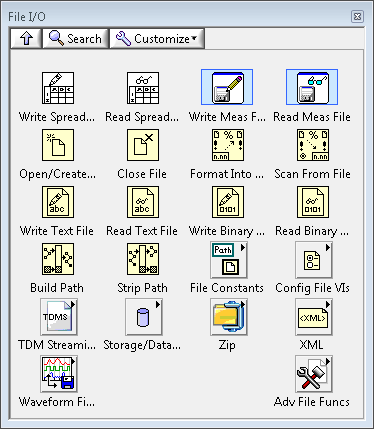 File I/O
Search Customize
Write Spread... Read Spread... Write Meas F... Read Meas File
% n.nn % n.nn
Open/Create... Close File Format Into ... Scan From File
abc abc 0101 0101
Write Text File Read Text File Write Binary ... Read Binary ...
Path
Build Path Strip Path File Constants Config File VIs
TDMS <XML>
TDM Streami... Storage/Data... Zip XML
Waveform Fi... Adv File Funcs